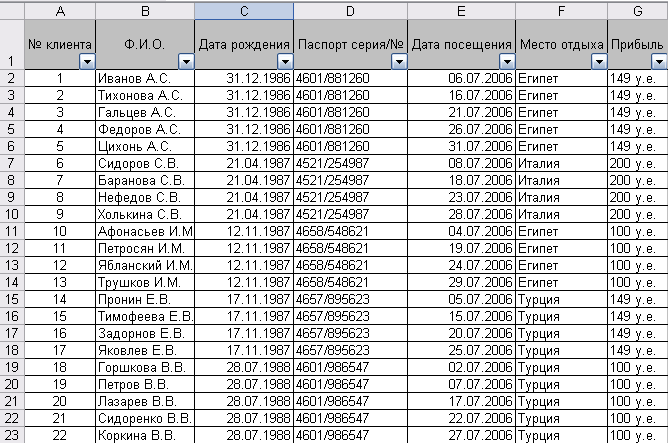 A B C D E F G
1 № клиента Ф.И.О. Дата рождения Паспорт серия/№ Дата посещения Место отдыха Прибыль
2 1 Иванов А.С. 31.12.1986 4601/881260 06.07.2006 Египет 149 у.е.
3 2 Тихонова А.С. 31.12.1986 4601/881260 16.07.2006 Египет 149 у.е.
4 3 Гальцев А.С. 31.12.1986 4601/881260 21.07.2006 Египет 149 у.е.
5 4 Федоров А.С. 31.12.1986 4601/881260 26.07.2006 Египет 149 у.е.
6 5 Цихонь А.С. 31.12.1986 4601/881260 31.07.2006 Египет 149 у.е.
7 6 Сидоров С.В. 21.04.1987 4521/254987 08.07.2006 Италия 200 у.е.
8 7 Баранова С.В. 21.04.1987 4521/254987 18.07.2006 Италия 200 у.е.
9 8 Нефедов С.В. 21.04.1987 4521/254987 23.07.2006 Италия 200 у.е.
10 9 Холькина С.В. 21.04.1987 4521/254987 28.07.2006 Италия 200 у.е.
11 10 Афонасьев И.М 12.11.1987 4658/548621 04.07.2006 Египет 100 у.е.
12 11 Петросян И.М. 12.11.1987 4658/548621 19.07.2006 Египет 100 у.е.
13 12 Ябланский И.М. 12.11.1987 4658/548621 24.07.2006 Египет 100 у.е.
14 13 Трушков И.М. 12.11.1987 4658/548621 29.07.2006 Египет 100 у.е.
15 14 Пронин Е.В. 17.11.1987 4657/895623 05.07.2006 Турция 149 у.е.
16 15 Тимофеева Е.В. 17.11.1987 4657/895623 15.07.2006 Турция 149 у.е.
17 16 Задорнов Е.В. 17.11.1987 4657/895623 20.07.2006 Турция 149 у.е.
18 17 Яковлев Е.В. 17.11.1987 4657/895623 25.07.2006 Турция 149 у.е.
19 18 Горшкова В.В. 28.07.1988 4601/986547 02.07.2006 Турция 100 у.е.
20 19 Петров В.В. 28.07.1988 4601/986547 07.07.2006 Турция 100 у.е.
21 20 Лазарев В.В. 28.07.1988 4601/986547 17.07.2006 Турция 100 у.е.
22 21 Сидоренко В.В. 28.07.1988 4601/986547 22.07.2006 Турция 100 у.е.
23 22 Коркина В.В. 28.07.1988 4601/986547 27.07.2006 Турция 100 у.е.